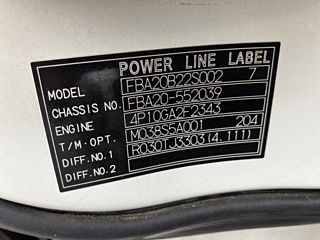 POWER LINE LABEL
MODEL FBA20B22S002 7
CHASSIS NO. FBA20-552039
ENGINE 4P10GA2F2343
T/M·OPT. M038S5A001 204
DIFF.NO.1 R030TJ3303(4.111)
DIFF.NO.2